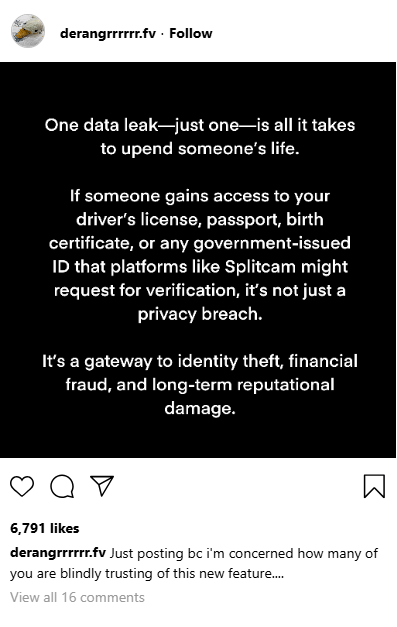 derangrrrrrr.fv · Follow
One data leak—just one—is all it takes
to upend someone’s life.
If someone gains access to your
driver’s license, passport, birth
certificate, or any government-issued
ID that platforms like Splitcam might
request for verification, it’s not just a
privacy breach.
It’s a gateway to identity theft, financial
fraud, and long-term reputational
damage.
6,791 likes
derangrrrrrr.fv Just posting bc i'm concerned how many of
you are blindly trusting of this new feature....
View all 16 comments